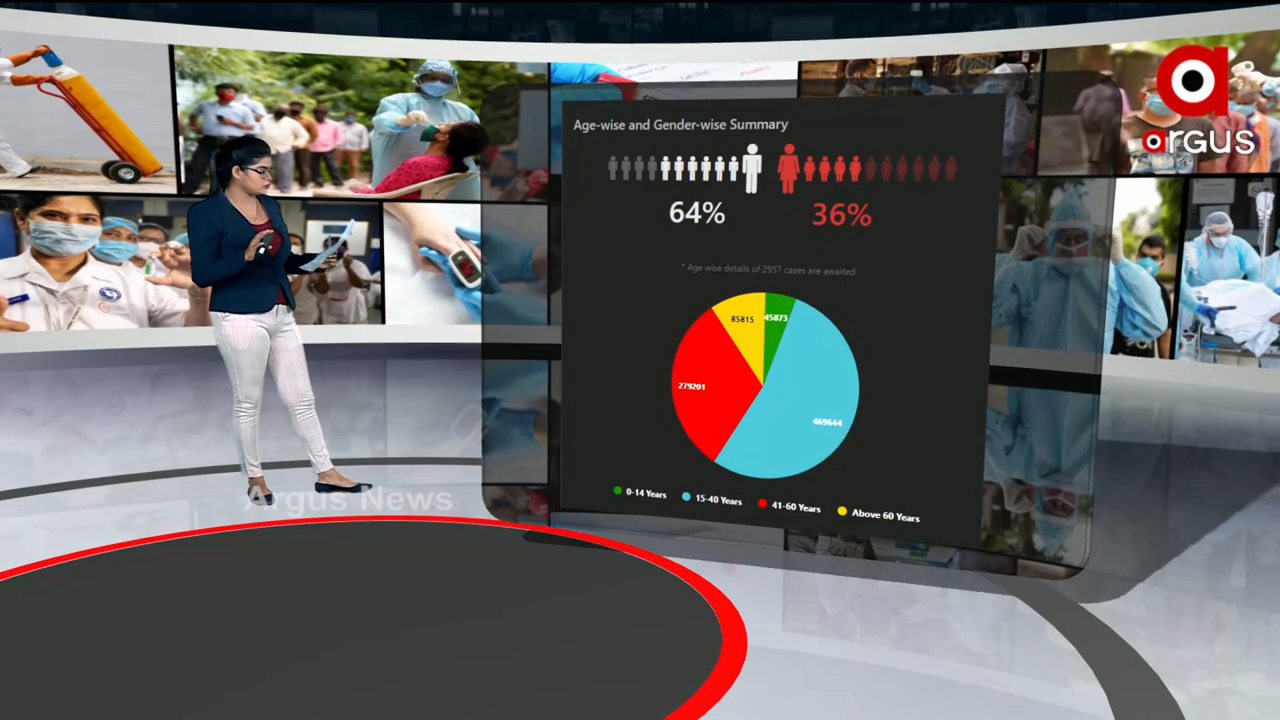 argus
Age-wise and Gender-wise Summary
64%
36%
* Age wise details of 2957 cases are awaited
85815
45873
279201
469644
0-14 Years
15-40 Years
41-60 Years
Above 60 Years
Argus News